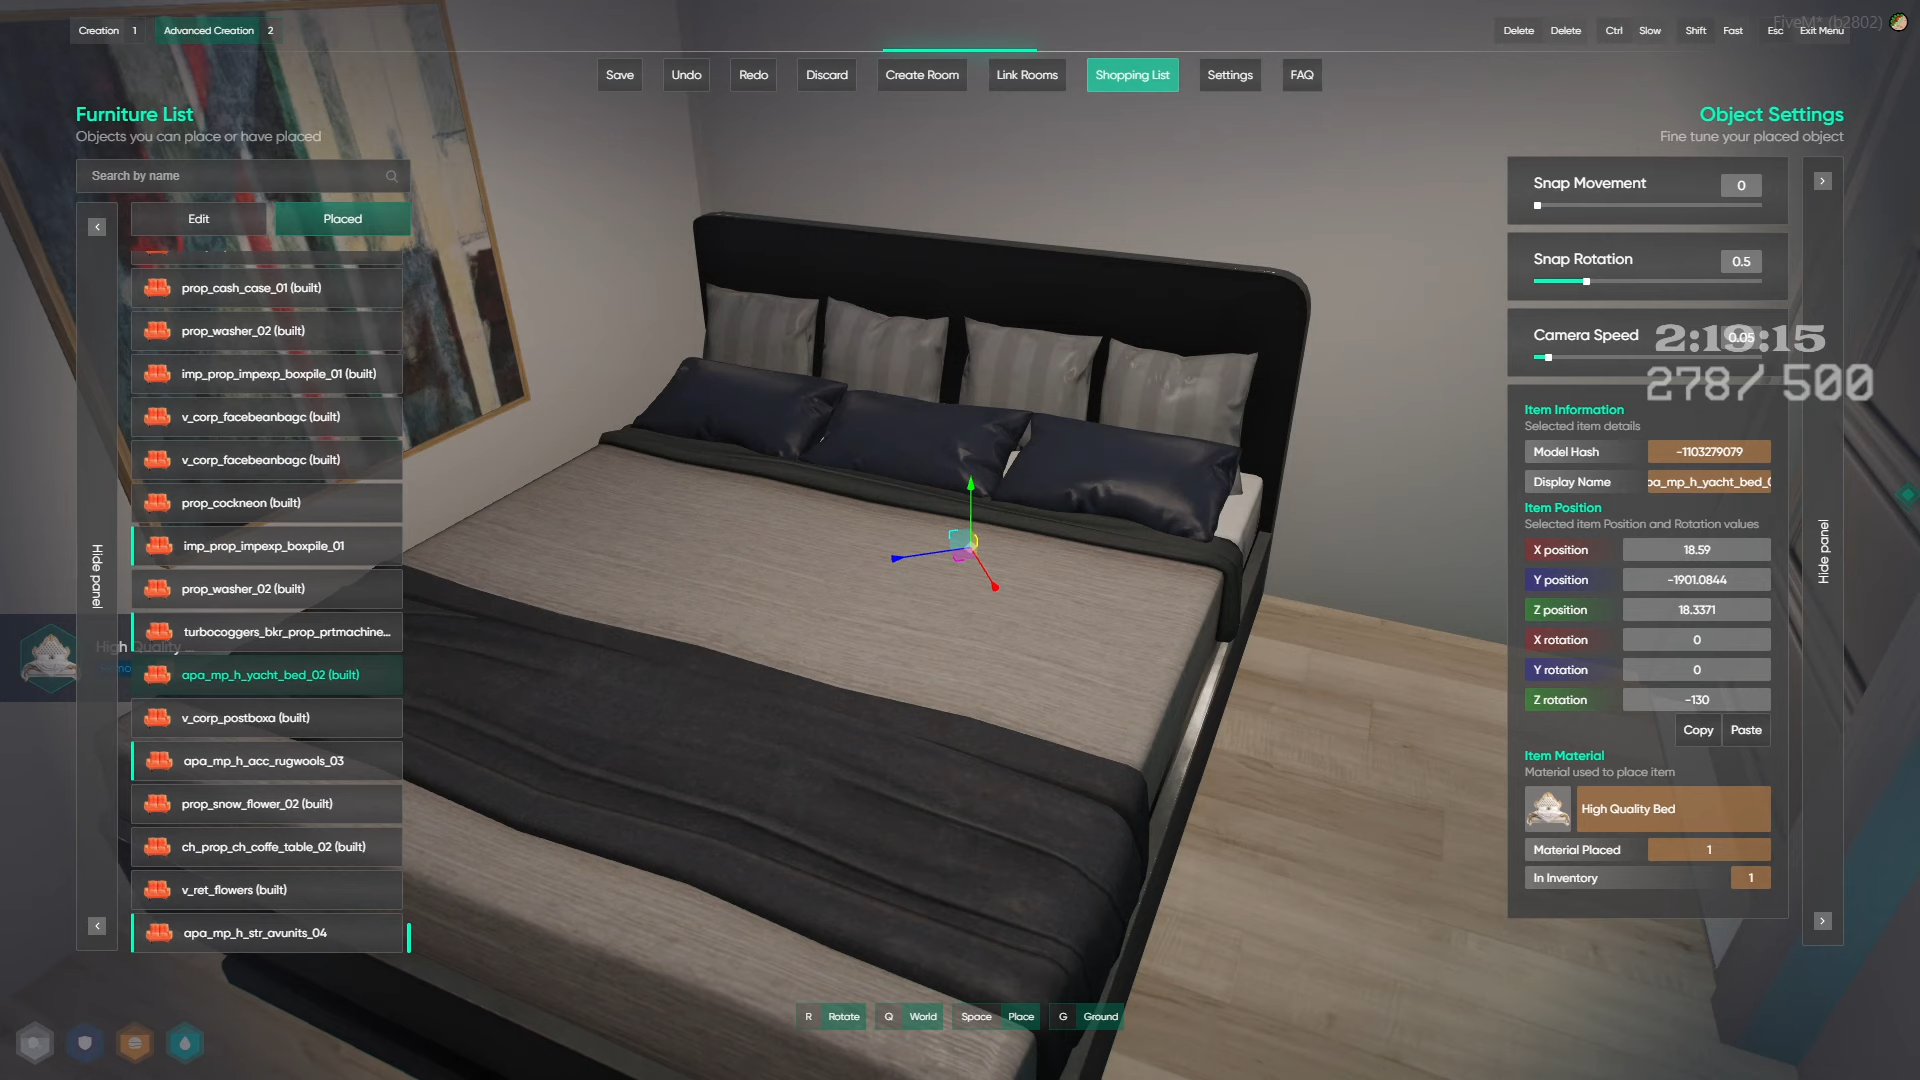 Creation 1 Advanced Creation 2
Delete Delete Ctrl Slow Shift Fast Esc Exit Menu
FiveM* (b2802)
Save Undo Redo Discard Create Room Link Rooms Shopping List Settings FAQ
Furniture List
Objects you can place or have placed
Search by name
Edit Placed
Hide panel
prop_cash_case_01 (built)
prop_washer_02 (built)
imp_prop_impexp_boxpile_01 (built)
v_corp_facebeanbagc (built)
v_corp_facebeanbagc (built)
prop_cockneon (built)
imp_prop_impexp_boxpile_01
prop_washer_02 (built)
turbocoggers_bkr_prop_prtmachine...
High Quality ...
apa_mp_h_yacht_bed_02 (built)
v_corp_postboxa (built)
apa_mp_h_acc_rugwools_03
prop_snow_flower_02 (built)
ch_prop_ch_coffe_table_02 (built)
v_ret_flowers (built)
apa_mp_h_str_avunits_04
R Rotate Q World Space Place G Ground
Object Settings
Fine tune your placed object
Snap Movement 0
Snap Rotation 0.5
Camera Speed 0.05
2:19:15
278/ 500
Item Information
Selected item details
Model Hash -1103279079
Display Name pa_mp_h_yacht_bed_0
Item Position
Selected item Position and Rotation values
X position 18.59
Y position -1901.0844
Z position 18.3371
X rotation 0
Y rotation 0
Z rotation -130
Copy Paste
Item Material
Material used to place item
High Quality Bed
Material Placed 1
In Inventory 1
Hide panel